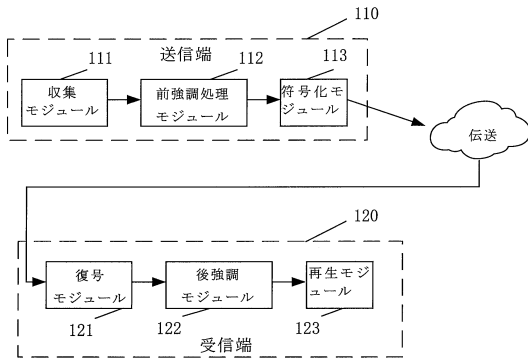 110
送信端
111
112
113
収集
モジュール
前強調処理
モジュール
符号化モ
ジュール
伝送
120
復号
モジュール
後強調
モジュール
再生モジ
ュール
121
122
123
受信端